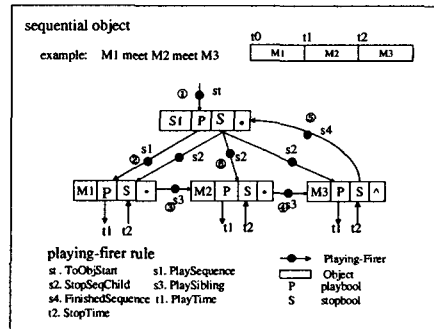 sequential object
t0 t1 t2
example: M1 meet M2 meet M3
M1 M2 M3
① st
S1 P S •
⑤
s4
② s1 s2 ⑥ s2 s2
M1 P S • s3 M2 P S • s3 M3 P S ^
③ ④
t1 t2 t1 t2 t1 t2
playing-firer rule
st . ToObjStart s1. PlaySequence
s2. StopSeqChild s3. PlaySibling
s4. FinishedSequence t1. PlayTime
t2. StopTime
Playing-Firer
Object
P playbool
S stopbool